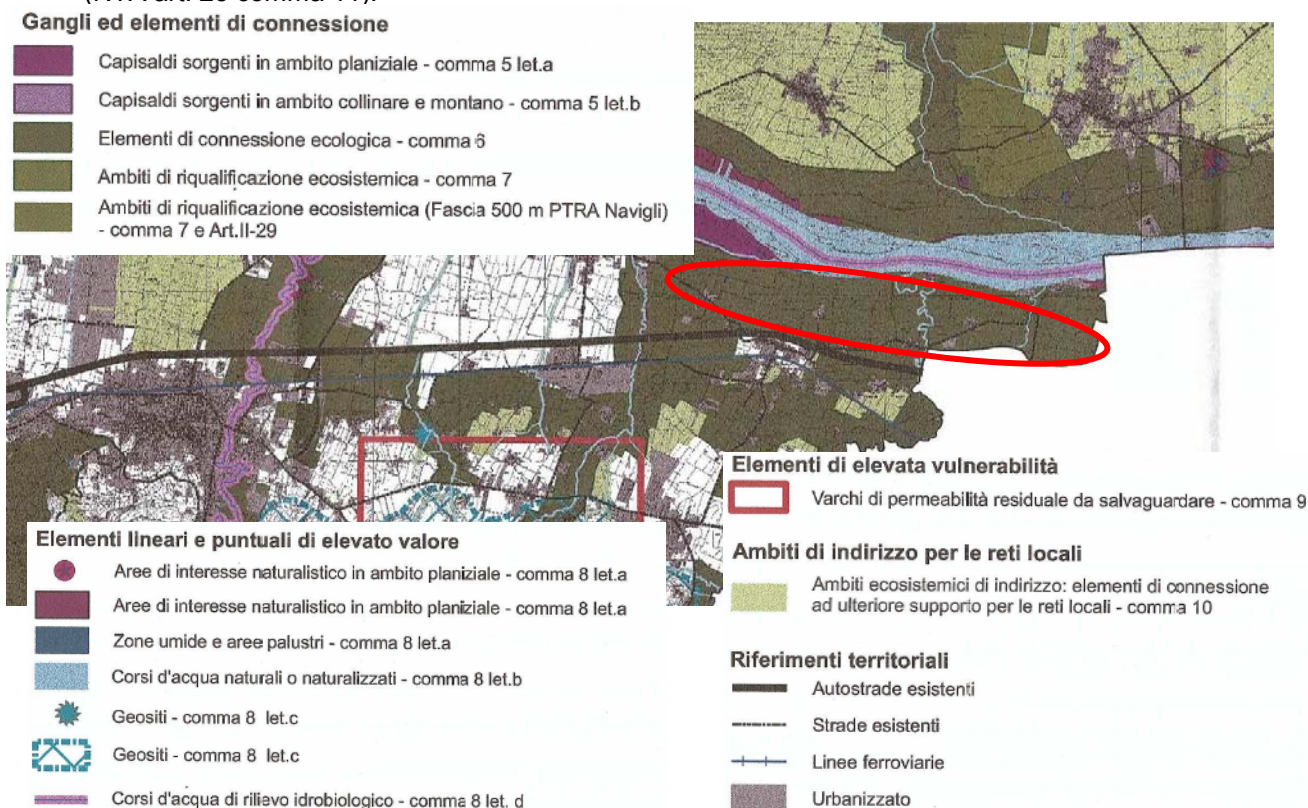 Gangli ed elementi di connessione
Capisaldi sorgenti in ambito planiziale - comma 5 let.a
Capisaldi sorgenti in ambito collinare e montano - comma 5 let.b
Elementi di connessione ecologica - comma 6
Ambiti di riqualificazione ecosistemica - comma 7
Ambiti di riqualificazione ecosistemica (Fascia 500 m PTRA Navigli)
- comma 7 e Art.II-29
Elementi di elevata vulnerabilità
Varchi di permeabilità residuale da salvaguardare - comma 9
Elementi lineari e puntuali di elevato valore
Aree di interesse naturalistico in ambito planiziale - comma 8 let.a
Aree di interesse naturalistico in ambito planiziale - comma 8 let.a
Zone umide e aree palustri - comma 8 let.a
Corsi d'acqua naturali o naturalizzati - comma 8 let.b
Geositi - comma 8 let.c
Geositi - comma 8 let.c
Corsi d'acqua di rilievo idrobiologico - comma 8 let. d
Ambiti di indirizzo per le reti locali
Ambiti ecosistemici di indirizzo: elementi di connessione
ad ulteriore supporto per le reti locali - comma 10
Riferimenti territoriali
Autostrade esistenti
Strade esistenti
Linee ferroviarie
Urbanizzato